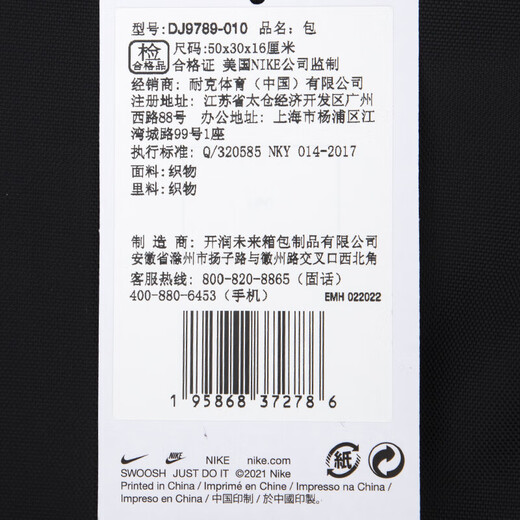 型号:DJ9789-010 品名:包
检
合格品
尺码:50x30x16厘米
合格证 美国NIKE公司监制
经销商: 耐克体育(中国)有限公司
注册地址: 江苏省太仓经济开发区广州
西路88号 办公地址: 上海市杨浦区江
湾城路99号1座
执行标准: Q/320585 NKY 014-2017
面料:织物
里料:织物
制 造 商: 开润未来箱包制品有限公司
安徽省滁州市扬子路与徽州路交叉口西北角
客服热线: 800-820-8865(固话)
400-880-6453(手机)
EMH 022022
1 95868 37278 6
NIKE
NIKE nike.com
SWOOSH JUST DO IT ©2021 Nike
Printed in China / Imprimé en Chine / Impresso na China /
Impreso en China / 中国印制 / 於中國印製。
紙